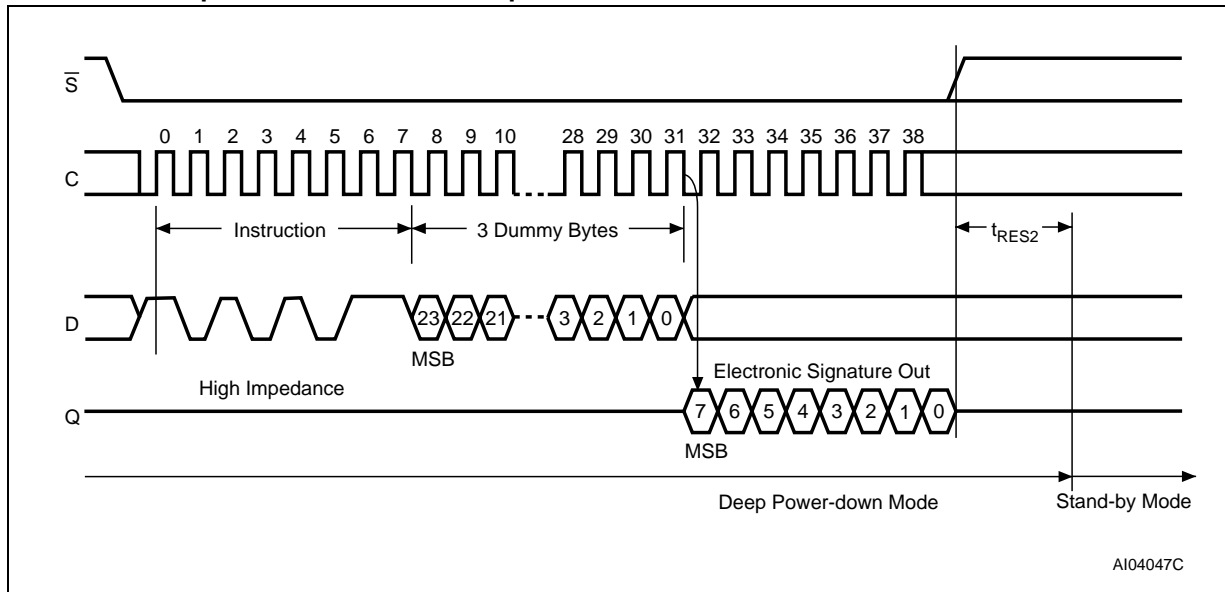 S
0 1 2 3 4 5 6 7 8 9 10 28 29 30 31 32 33 34 35 36 37 38
C
Instruction 3 Dummy Bytes tRES2
D 23 22 21 3 2 1 0
MSB
High Impedance Electronic Signature Out
Q 7 6 5 4 3 2 1 0
MSB
Deep Power-down Mode Stand-by Mode
AI04047C